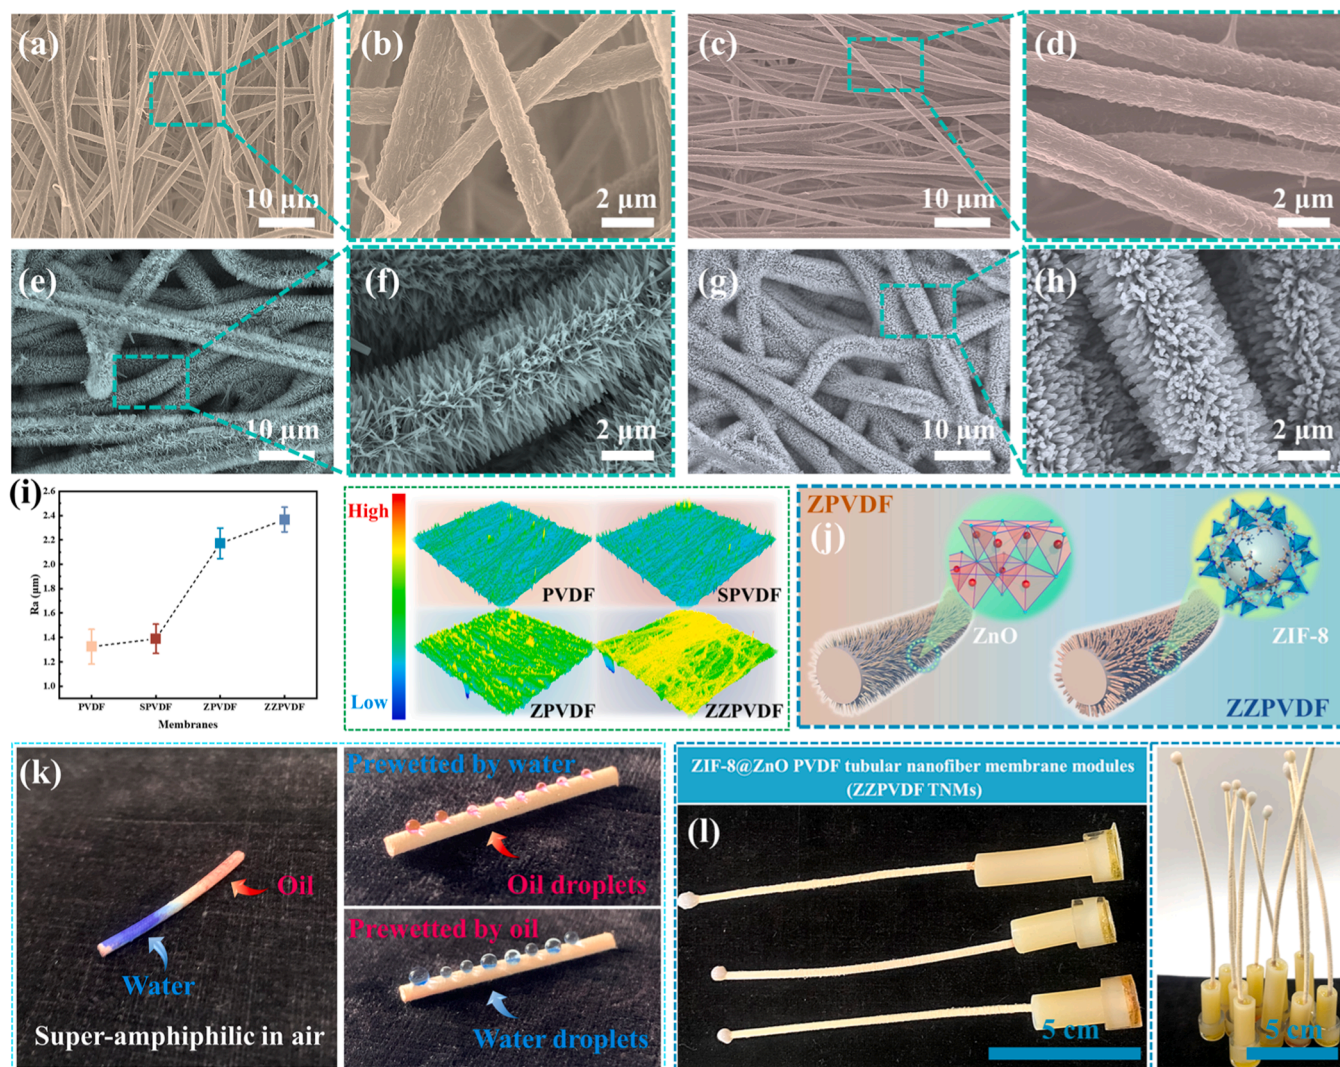 (a)
10 μm
(b)
2 μm
(c)
10 μm
(d)
2 μm
(e)
10 μm
(f)
2 μm
(g)
10 μm
(h)
2 μm
(i)
2.6
2.4
2.2
2.0
1.8
1.6
1.4
1.2
1.0
Ra (μm)
PVDF
SPVDF
ZPVDF
ZZPVDF
Membranes
High
Low
PVDF
SPVDF
ZPVDF
ZZPVDF
ZPVDF
(j)
ZnO
ZIF-8
ZZPVDF
(k)
Oil
Water
Super-amphiphilic in air
Prewetted by water
Oil droplets
Prewetted by oil
Water droplets
ZIF-8@ZnO PVDF tubular nanofiber membrane modules
(ZZPVDF TNMs)
(l)
5 cm
5 cm